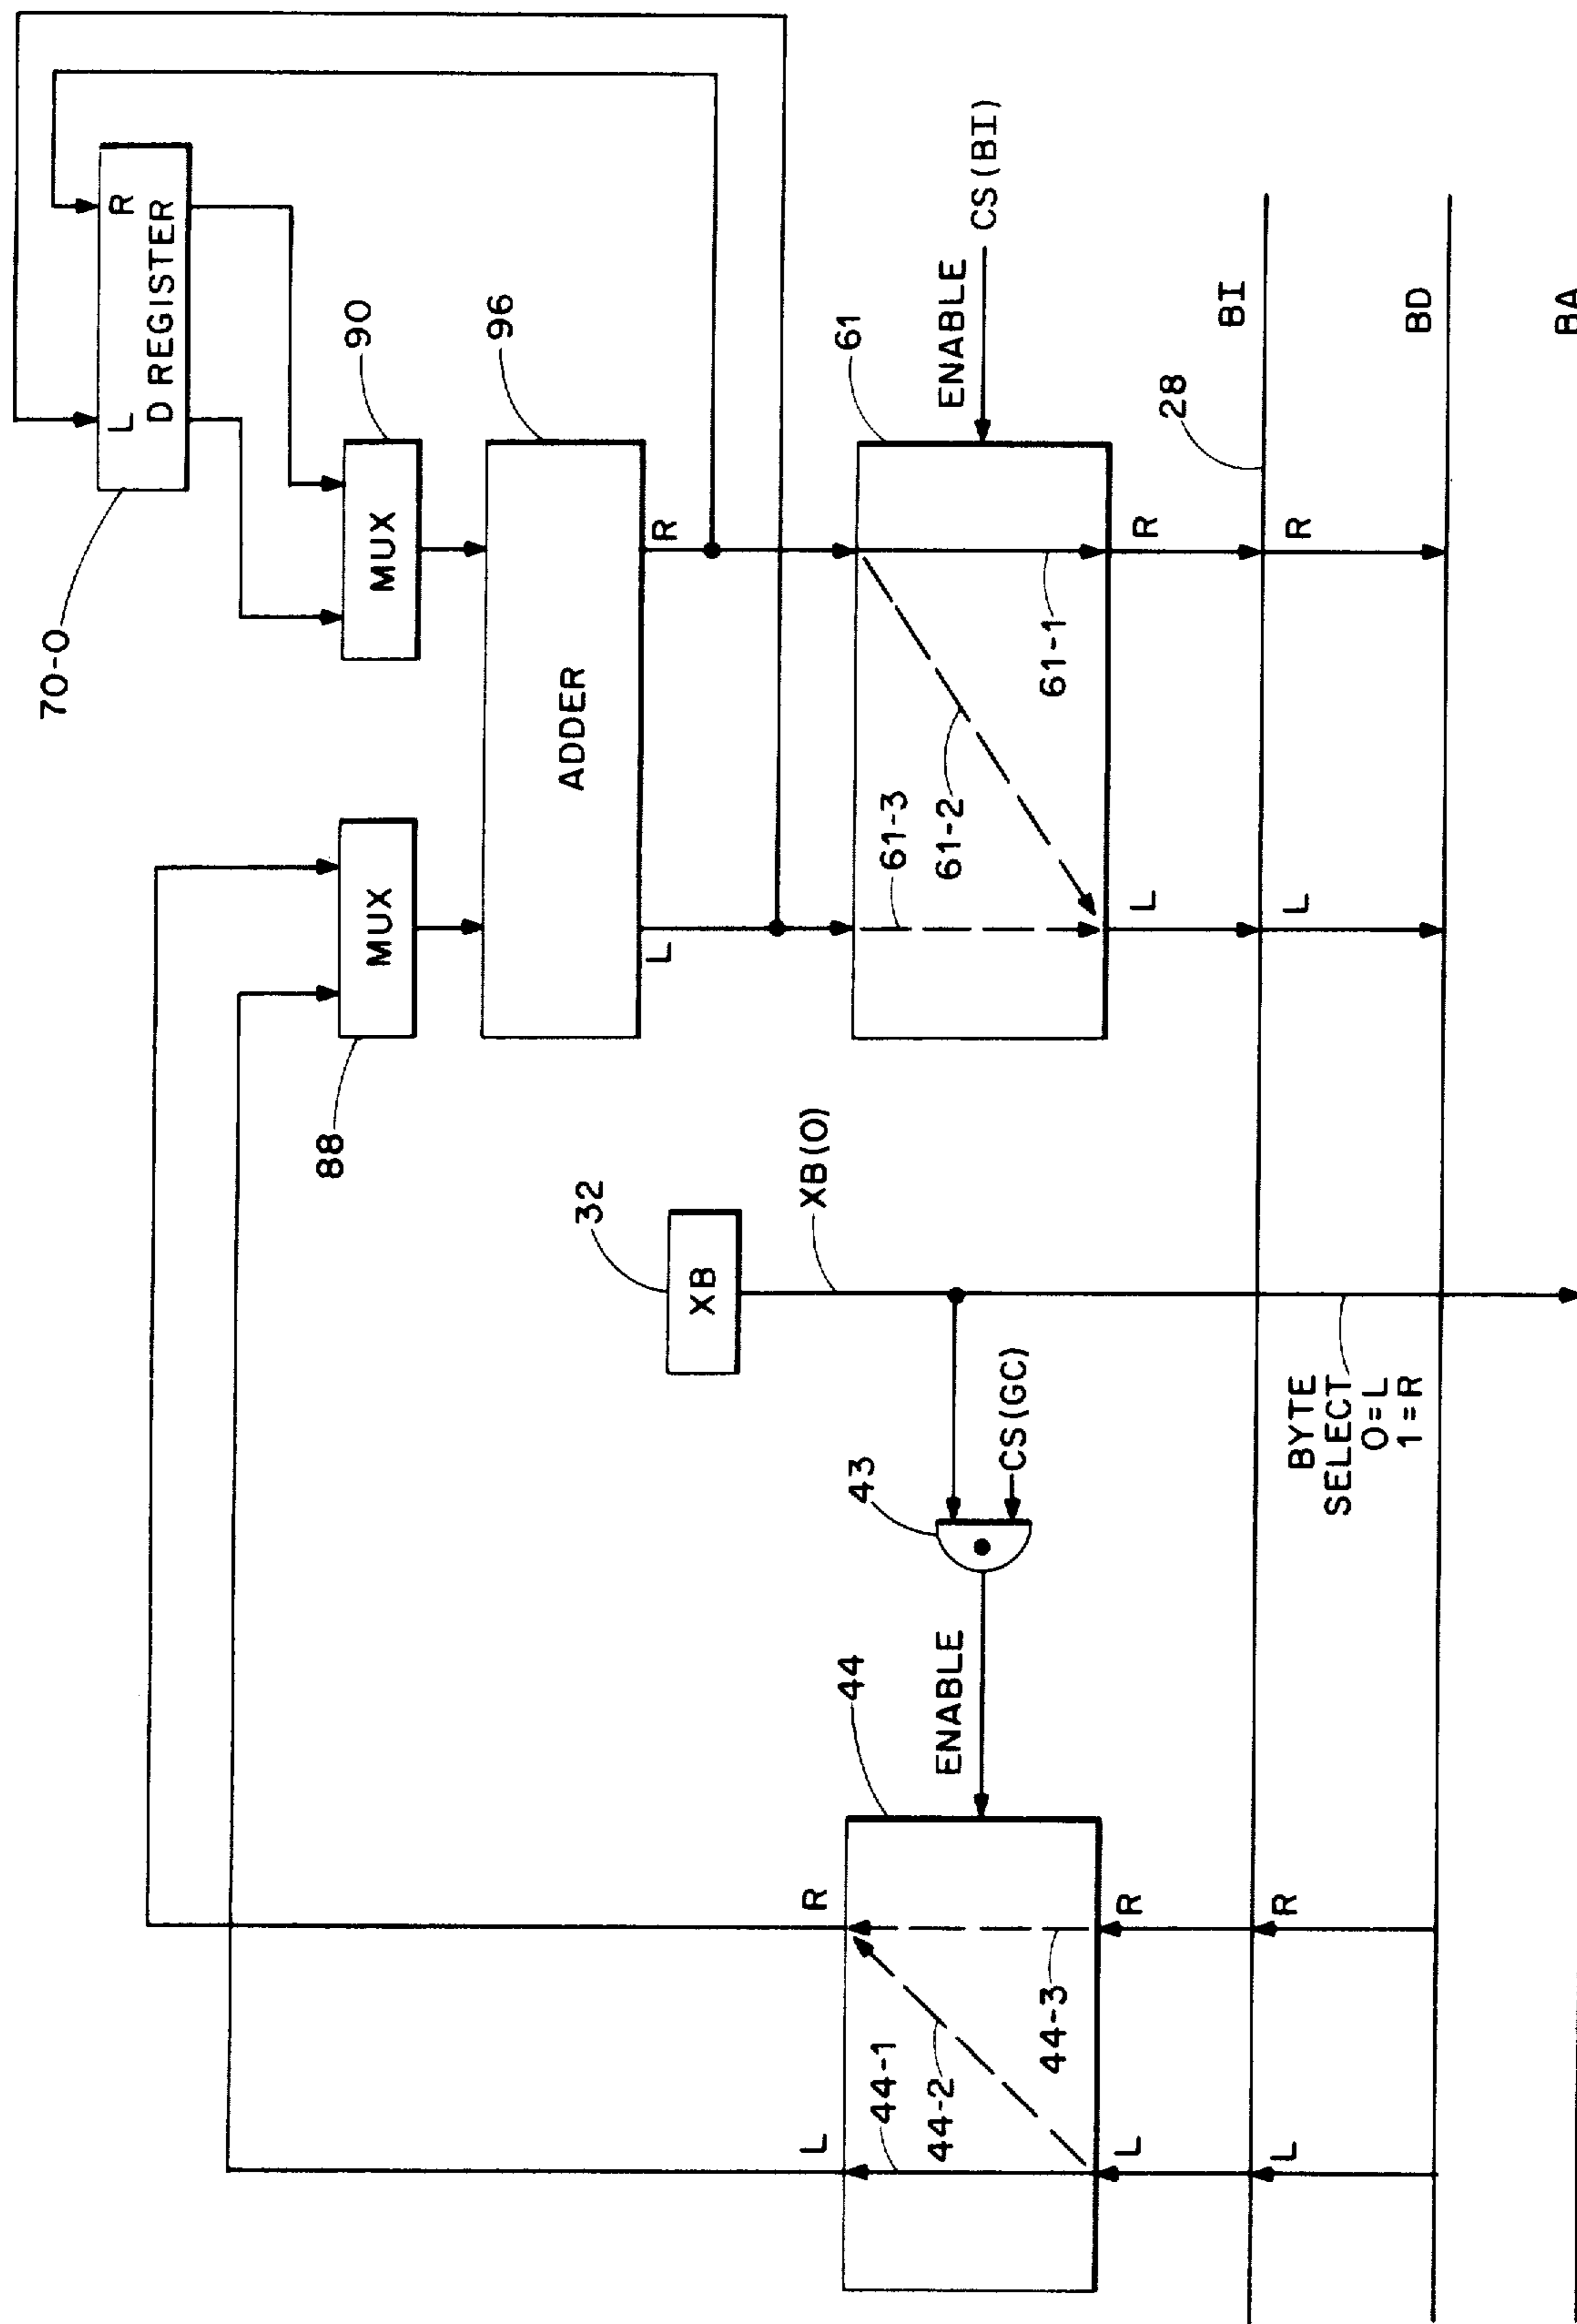 70-0
L
R
D REGISTER
90
MUX
88
MUX
96
ADDER
L
R
32
XB
XB(0)
61
61-3
61-2
61-1
ENABLE
CS(BI)
44
L
R
44-1
44-2
44-3
ENABLE
43
CS(GC)
L
R
L
R
28
BI
L
R
L
R
BYTE
SELECT
0=L
1=R
BD
BA